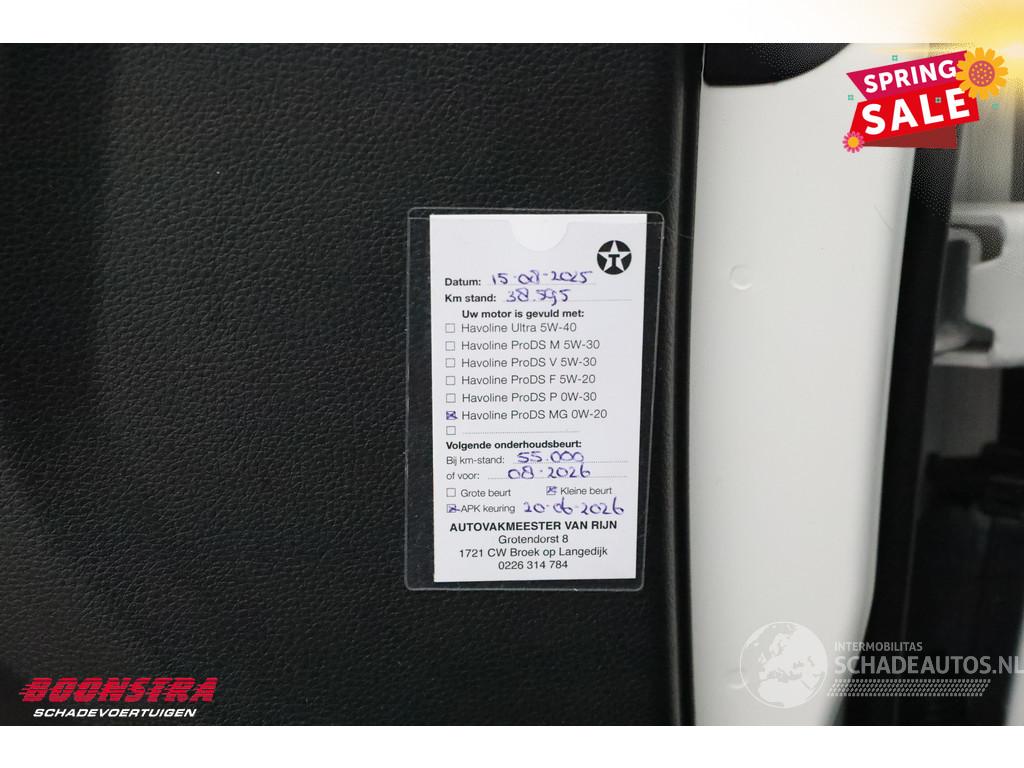 SPRING
SALE
T
Datum: 15-08-2025
Km stand: 38.595
Uw motor is gevuld met:
Havoline Ultra 5W-40
Havoline ProDS M 5W-30
Havoline ProDS V 5W-30
Havoline ProDS F 5W-20
Havoline ProDS P 0W-30
Havoline ProDS MG 0W-20
Volgende onderhoudsbeurt:
Bij km-stand: 55.000
of voor: 08-2026
Grote beurt Kleine beurt
APK keuring 20-06-2026
AUTOVAKMEESTER VAN RIJN
Grotendorst 8
1721 CW Broek op Langedijk
0226 314 784
INTERMOBILITAS
SCHADEAUTOS.NL
BOONSTRA
SCHADEVOERTUIGEN